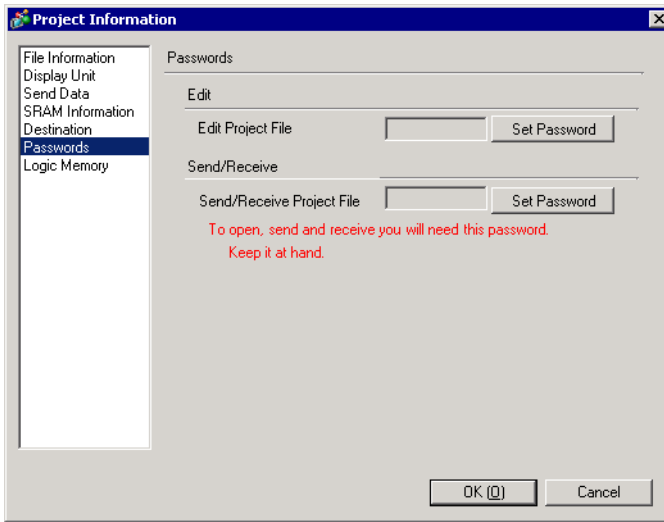 Project Information
File Information
Display Unit
Send Data
SRAM Information
Destination
Passwords
Logic Memory
Passwords
Edit
Edit Project File
Set Password
Send/Receive
Send/Receive Project File
Set Password
To open, send and receive you will need this password.
Keep it at hand.
OK (O)
Cancel